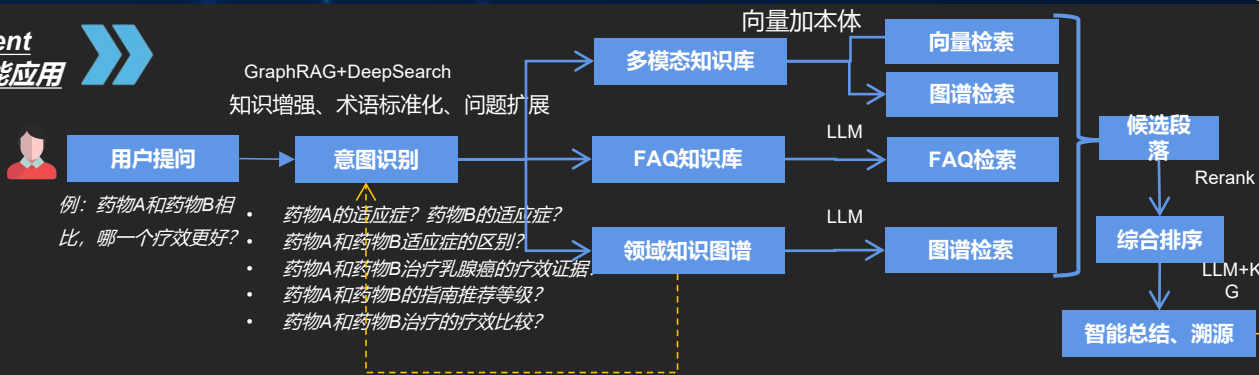 ent
能应用
GraphRAG+DeepSearch
知识增强、术语标准化、问题扩展
用户提问
意图识别
例：药物A和药物B相
比，哪一个疗效更好？
• 药物A的适应症？药物B的适应症？
• 药物A和药物B适应症的区别？
• 药物A和药物B治疗乳腺癌的疗效证据？
• 药物A和药物B的指南推荐等级？
• 药物A和药物B治疗的疗效比较？
多模态知识库
FAQ知识库
领域知识图谱
向量加本体
LLM
LLM
向量检索
图谱检索
FAQ检索
图谱检索
候选段
落
Rerank
综合排序
LLM+K
G
智能总结、溯源